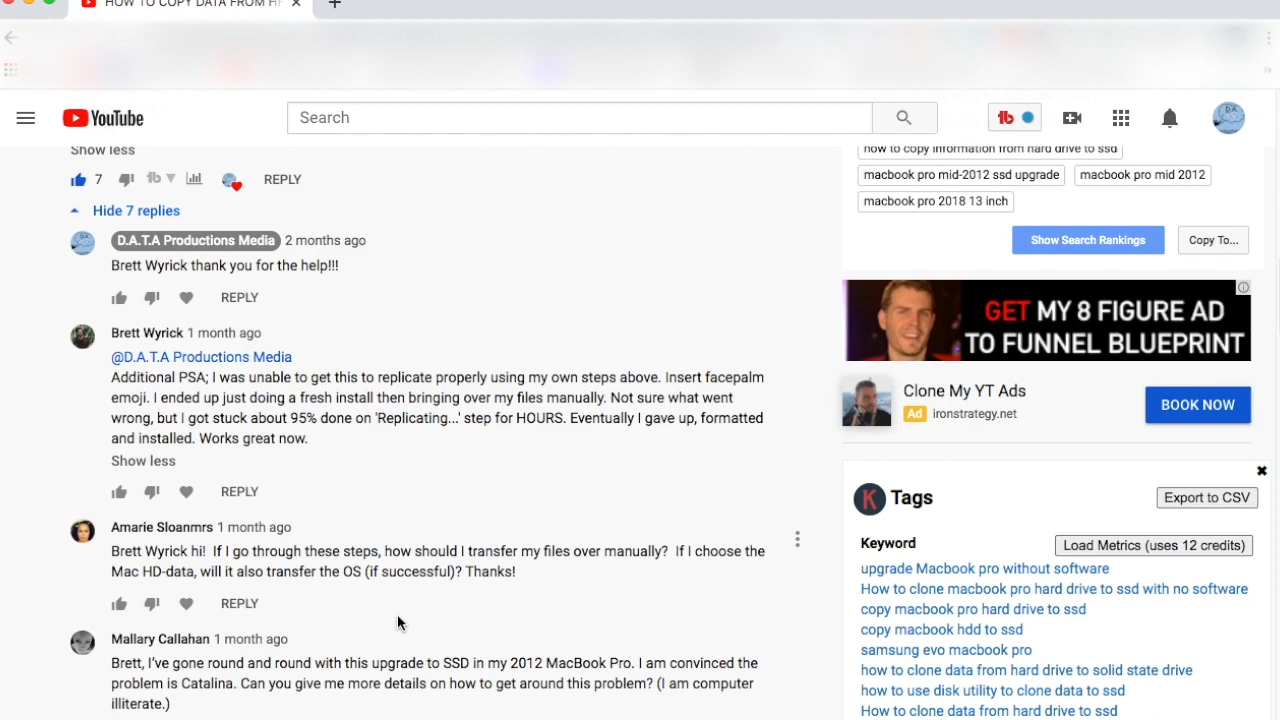 HOW TO COPY DATA FROM H
YouTube
Search
Show less
7
REPLY
Hide 7 replies
D.A.T.A Productions Media 2 months ago
Brett Wyrick thank you for the help!!!
REPLY
Brett Wyrick 1 month ago
@D.A.T.A Productions Media
Additional PSA; I was unable to get this to replicate properly using my own steps above. Insert facepalm
emoji. I ended up just doing a fresh install then bringing over my files manually. Not sure what went
wrong, but I got stuck about 95% done on 'Replicating...' step for HOURS. Eventually I gave up, formatted
and installed. Works great now.
Show less
REPLY
Amarie Sloanmrs 1 month ago
Brett Wyrick hi! If I go through these steps, how should I transfer my files over manually? If I choose the
Mac HD-data, will it also transfer the OS (if successful)? Thanks!
REPLY
Mallary Callahan 1 month ago
Brett, I've gone round and round with this upgrade to SSD in my 2012 MacBook Pro. I am convinced the
problem is Catalina. Can you give me more details on how to get around this problem? (I am computer
illiterate.)
how to copy information from hard drive to ssd
macbook pro mid-2012 ssd upgrade
macbook pro mid 2012
macbook pro 2018 13 inch
Show Search Rankings
Copy To...
GET MY 8 FIGURE AD
TO FUNNEL BLUEPRINT
Clone My YT Ads
Ad ironstrategy.net
BOOK NOW
K Tags
Export to CSV
Keyword
Load Metrics (uses 12 credits)
upgrade Macbook pro without software
How to clone macbook pro hard drive to ssd with no software
copy macbook pro hard drive to ssd
copy macbook hdd to ssd
samsung evo macbook pro
how to clone data from hard drive to solid state drive
how to use disk utility to clone data to ssd
How to clone data from hard drive to ssd